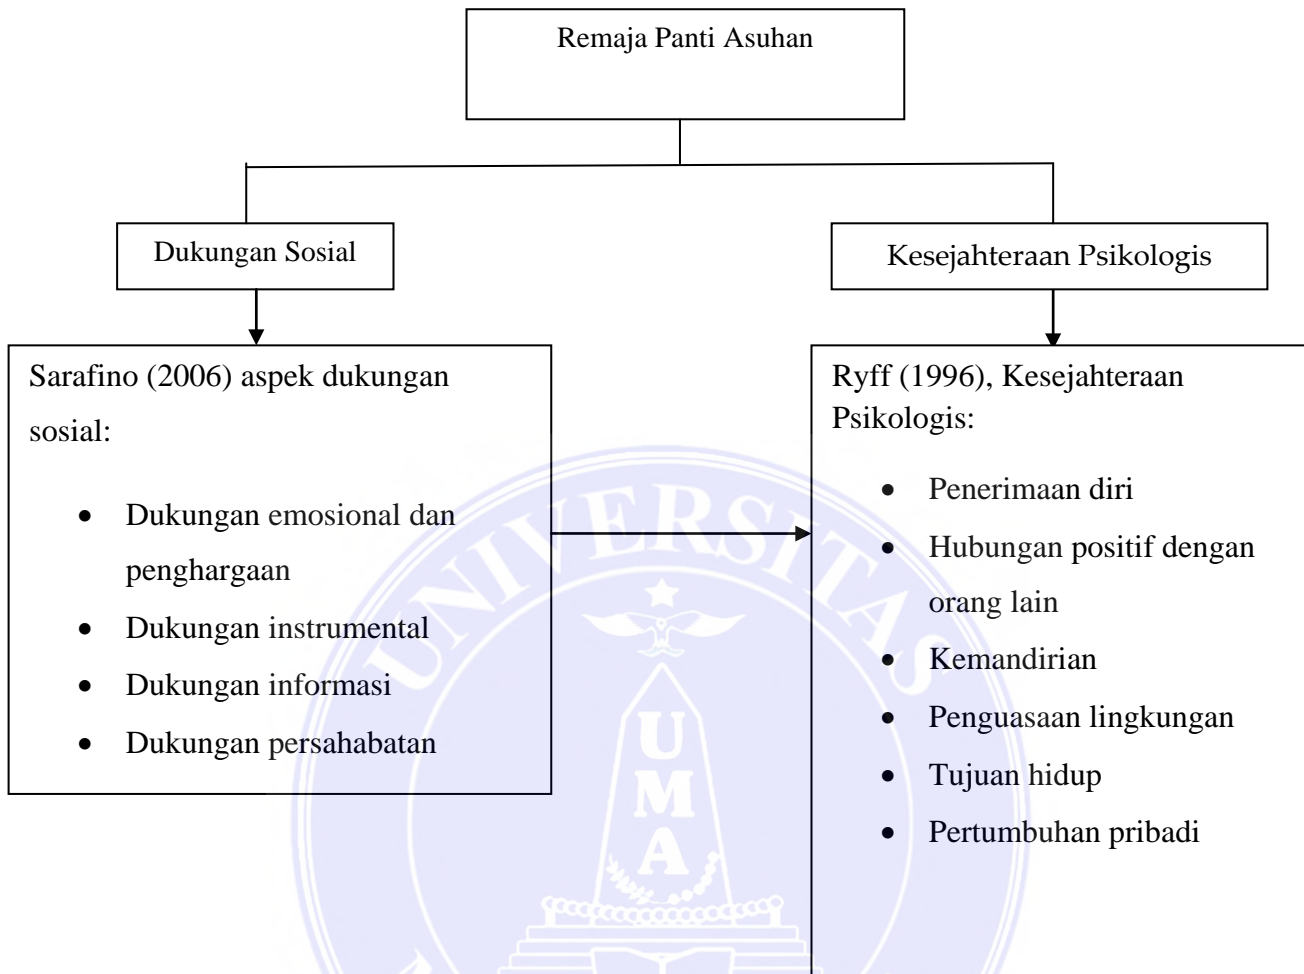 Remaja Panti Asuhan
Dukungan Sosial
Kesejahteraan Psikologis
Sarafino (2006) aspek dukungan
sosial:
• Dukungan emosional dan
penghargaan
• Dukungan instrumental
• Dukungan informasi
• Dukungan persahabatan
Ryff (1996), Kesejahteraan
Psikologis:
• Penerimaan diri
• Hubungan positif dengan
orang lain
• Kemandirian
• Penguasaan lingkungan
• Tujuan hidup
• Pertumbuhan pribadi
UNIVERSITAS
UMA